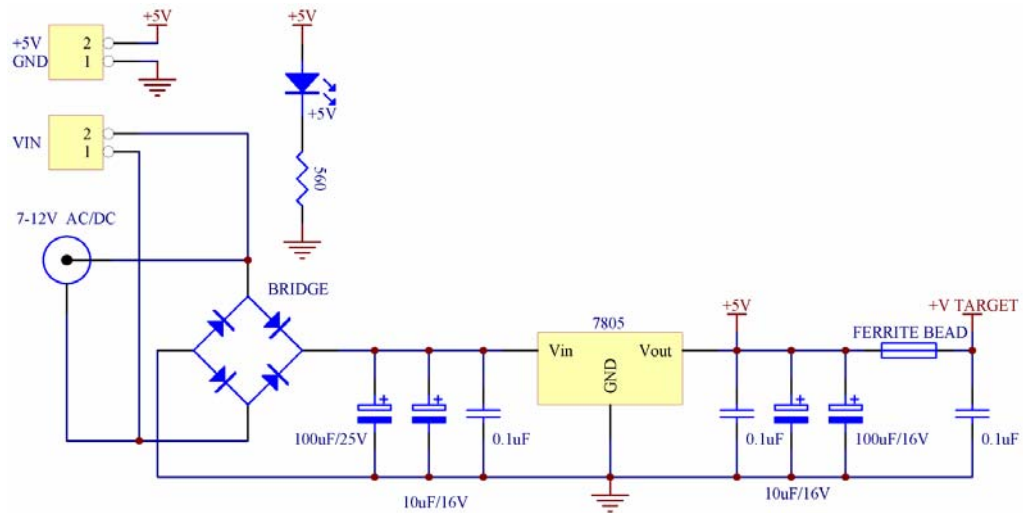 +5V
+5V
+5V
2
GND
1
+5V
560
VIN
2
1
7-12V AC/DC
BRIDGE
+5V
+V TARGET
7805
FERRITE BEAD
Vin
Vout
GND
+
+
+
+
100uF/25V
0.1uF
0.1uF
100uF/16V
0.1uF
10uF/16V
10uF/16V